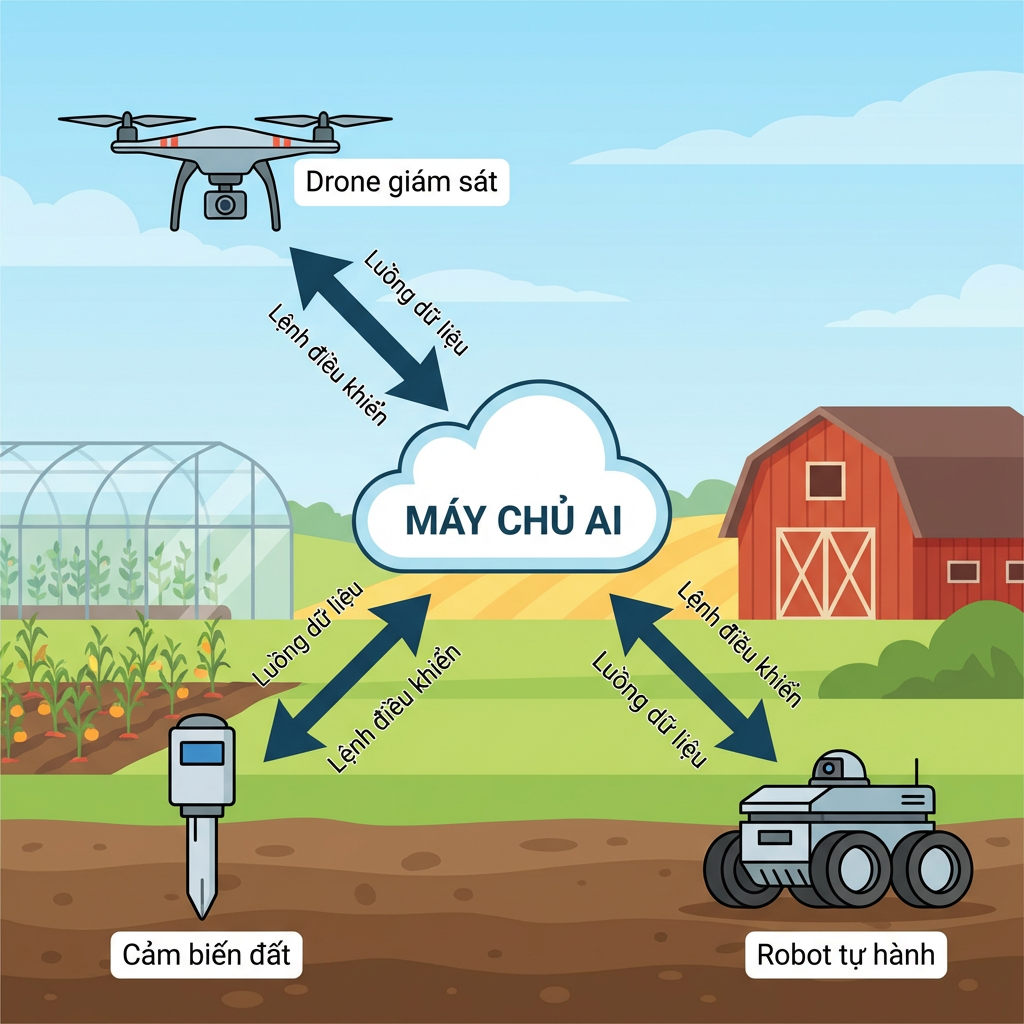 Drone giám sát
Luồng dữ liệu
Lệnh điều khiển
MÁY CHỦ AI
Luồng dữ liệu
Lệnh điều khiển
Lệnh điều khiển
Luồng dữ liệu
Cảm biến đất
Robot tự hành